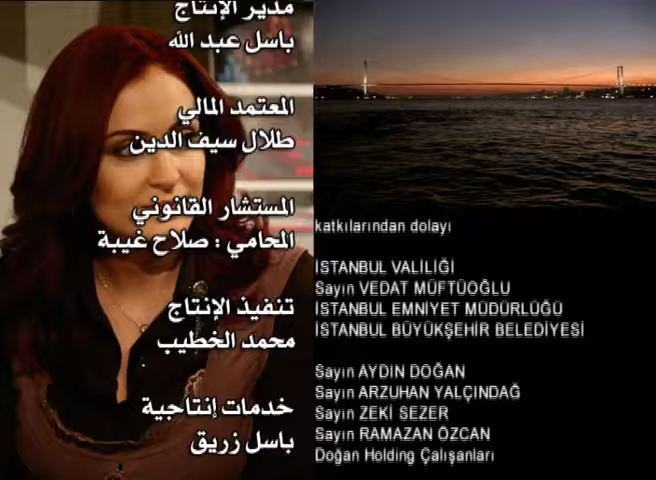 مدير الإنتاج
باسل عبد الله
المعتمد المالي
طلال سيف الدين
المستشار القانوني
المحامي : صلاح غيبة
تنفيذ الإنتاج
محمد الخطيب
خدمات إنتاجية
باسل زريق
katkılarından dolayı
İSTANBUL VALİLİĞİ
Sayın VEDAT MÜFTÜOĞLU
İSTANBUL EMNİYET MÜDÜRLÜĞÜ
İSTANBUL BÜYÜKŞEHİR BELEDİYESİ
Sayın AYDIN DOĞAN
Sayın ARZUHAN YALÇINDAĞ
Sayın ZEKİ SEZER
Sayın RAMAZAN ÖZCAN
Doğan Holding Çalışanları